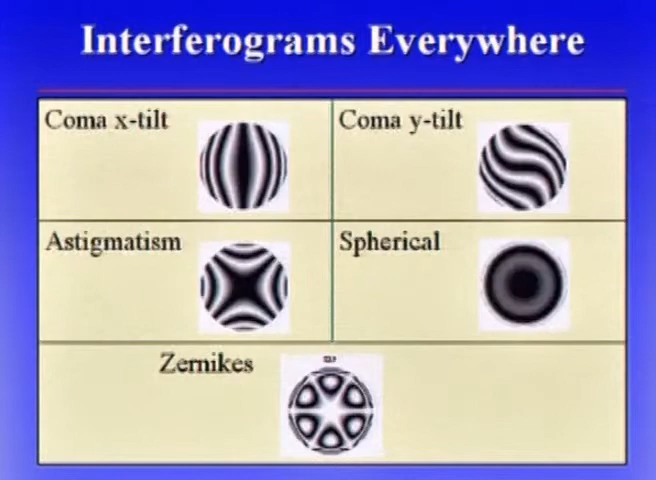 Interferograms Everywhere
Coma x-tilt
Coma y-tilt
Astigmatism
Spherical
Zernikes